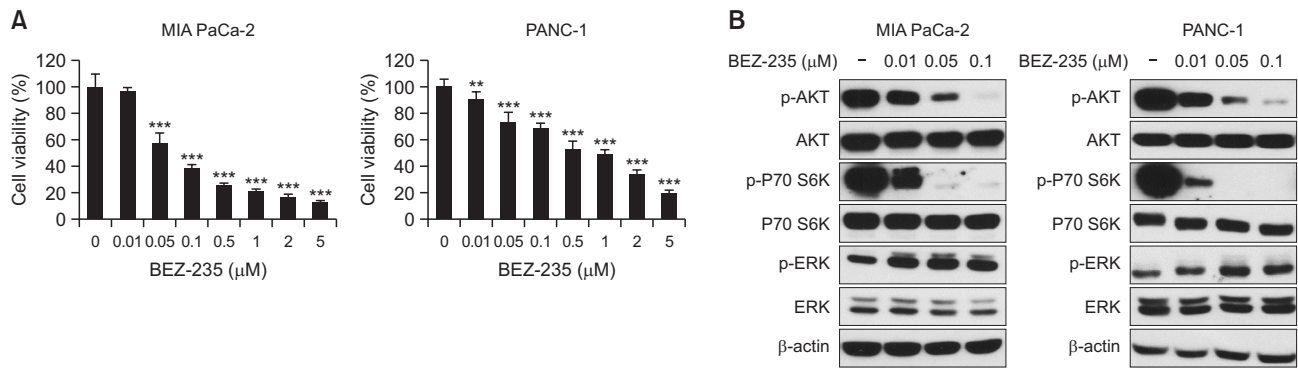 A
MIA PaCa-2
Cell viability (%)
120
100
80
60
40
20
0
*** *** *** *** *** ***
0 0.01 0.05 0.1 0.5 1 2 5
BEZ-235 (μM)
PANC-1
Cell viability (%)
120
100
80
60
40
20
0
** *** *** *** *** *** ***
0 0.01 0.05 0.1 0.5 1 2 5
BEZ-235 (μM)
B
MIA PaCa-2
BEZ-235 (μM) – 0.01 0.05 0.1
p-AKT
AKT
p-P70 S6K
P70 S6K
p-ERK
ERK
β-actin
PANC-1
BEZ-235 (μM) – 0.01 0.05 0.1
p-AKT
AKT
p-P70 S6K
P70 S6K
p-ERK
ERK
β-actin